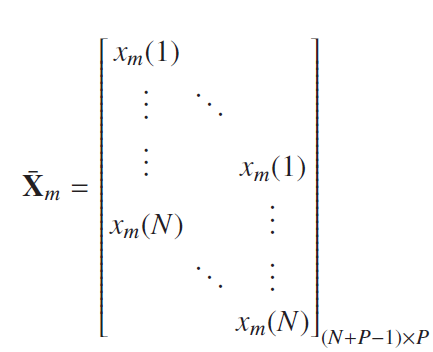 x_m(1)
⋮ ⋱
⋮ x_m(1)
X̄_m =
x_m(N) ⋮
⋱ ⋮
x_m(N)
(N+P−1)×P